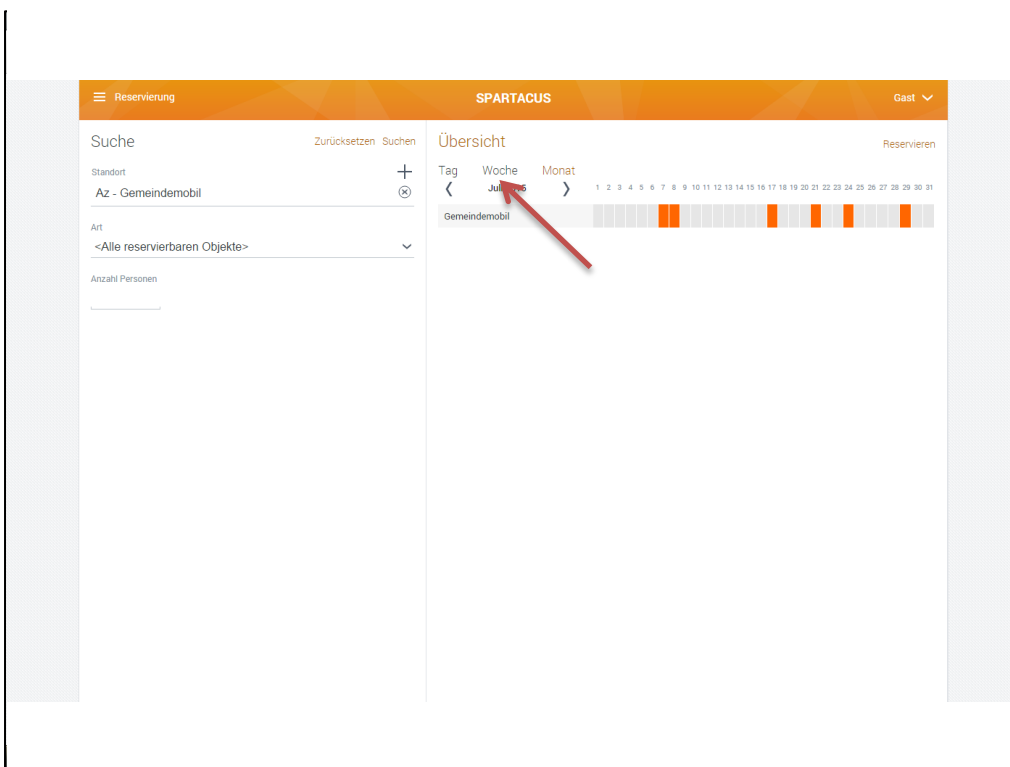 Reservierung
SPARTACUS
Gast
Suche
Zurücksetzen Suchen
Standort
Az - Gemeindemobil
Art
<Alle reservierbaren Objekte>
Anzahl Personen
Übersicht
Reservieren
Tag Woche Monat
1 2 3 4 5 6 7 8 9 10 11 12 13 14 15 16 17 18 19 20 21 22 23 24 25 26 27 28 29 30 31
Gemeindemobil